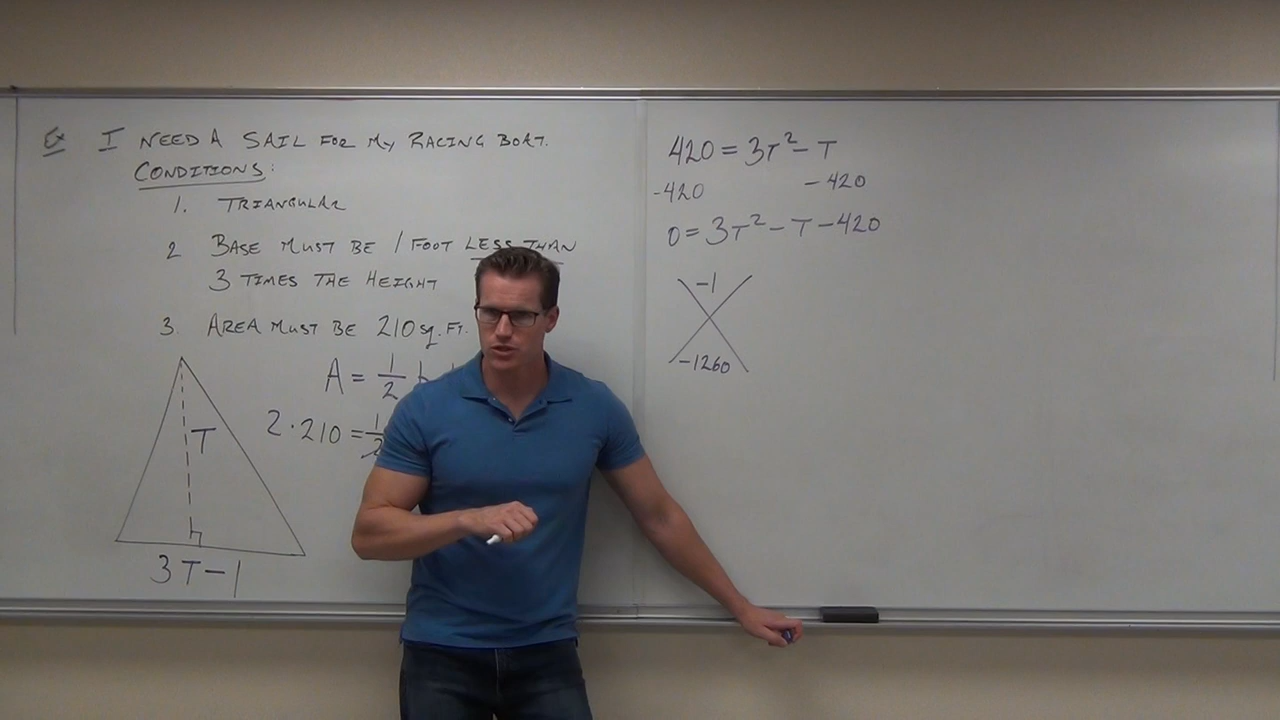 Ex I NEED A SAIL FOR MY RACING BOAT.
CONDITIONS:
1. TRIANGULAR
2 BASE MUST BE 1 FOOT LESS THAN
3 TIMES THE HEIGHT
3. AREA MUST BE 210 SQ. FT.
A = 1/2
2 · 210 = 1/2
T
3T - 1
420 = 3T² - T
-420 - 420
0 = 3T² - T - 420
-1
-1260